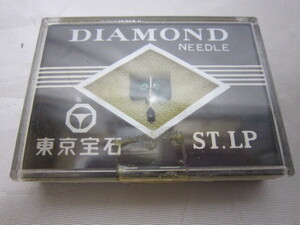 DIAMOND
NEEDLE
東京宝石
ST.LP